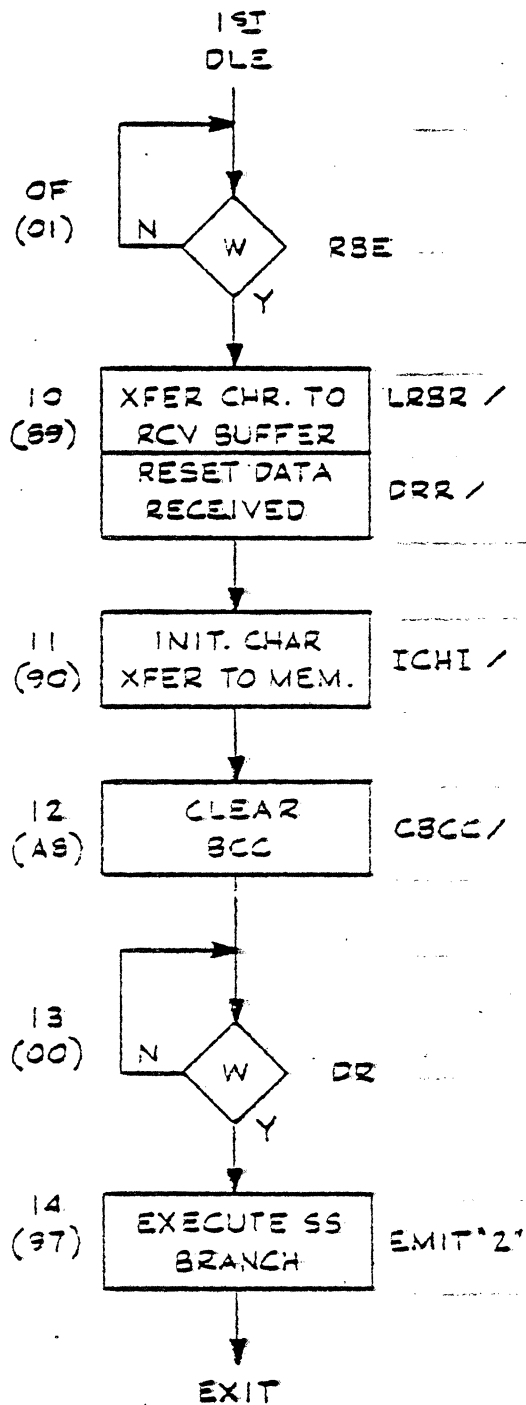 1ST
DLE
0F
(01)
N
W
RBE
Y
10
(89)
XFER CHR. TO
RCV BUFFER
LRBR /
RESET DATA
RECEIVED
DRR /
11
(90)
INIT. CHAR
XFER TO MEM.
ICHI /
12
(A8)
CLEAR
BCC
CBCC /
13
(00)
N
W
DR
Y
14
(97)
EXECUTE SS
BRANCH
EMIT "2"
EXIT